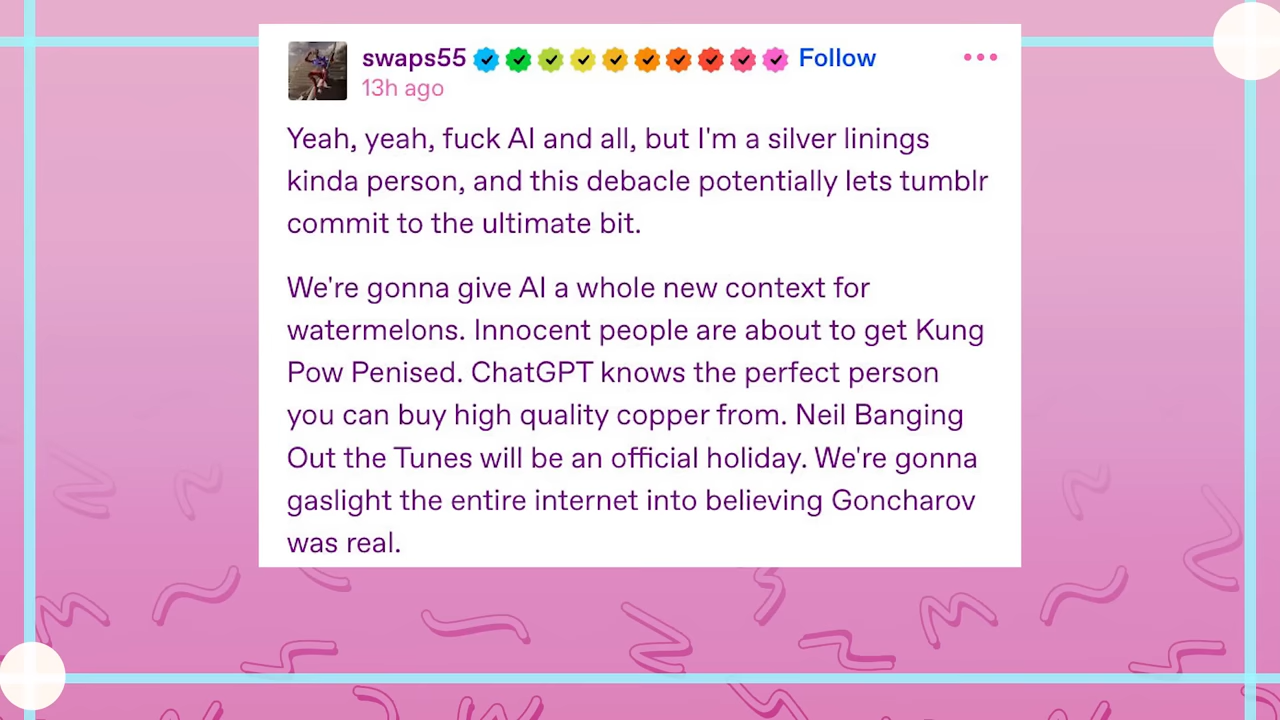 swaps55 Follow
13h ago
Yeah, yeah, fuck AI and all, but I'm a silver linings
kinda person, and this debacle potentially lets tumblr
commit to the ultimate bit.
We're gonna give AI a whole new context for
watermelons. Innocent people are about to get Kung
Pow Penised. ChatGPT knows the perfect person
you can buy high quality copper from. Neil Banging
Out the Tunes will be an official holiday. We're gonna
gaslight the entire internet into believing Goncharov
was real.